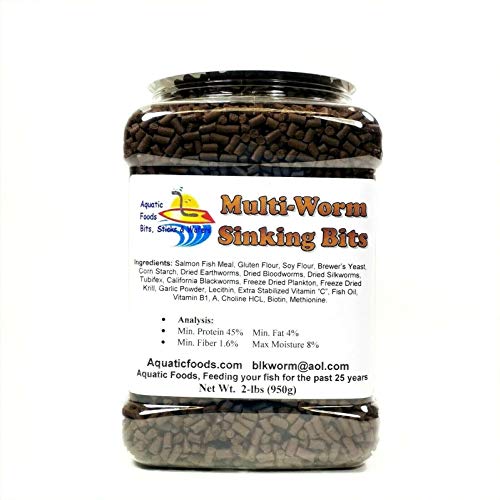 Aquatic
Foods
Bits, Sticks & Wafers
Multi-Worm
Sinking Bits
Ingredients: Salmon Fish Meal, Gluten Flour, Soy Flour, Brewer's Yeast,
Corn Starch, Dried Earthworms, Dried Bloodworms, Dried Silkworms,
Tubifex, California Blackworms, Freeze Dried Plankton, Freeze Dried
Krill, Garlic Powder, Lecithin, Extra Stabilized Vitamin "C", Fish Oil,
Vitamin B1, A, Choline HCL, Biotin, Methionine.
• Analysis:
• Min. Protein 45% Min. Fat 4%
• Min. Fiber 1.6% Max Moisture 8%
Aquaticfoods.com blkworm@aol.com
Aquatic Foods, Feeding your fish for the past 25 years
Net Wt. 2-lbs (950g)